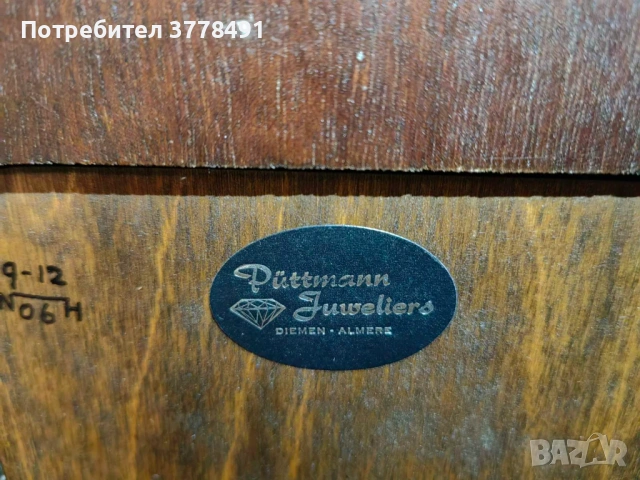 Потребител 3778491
9-12
N06H
Püttmann
Juweliers
DIEMEN - ALMERE
BAZAR